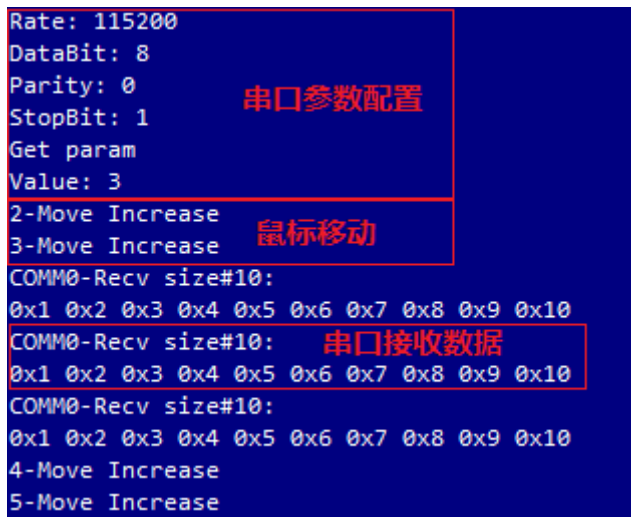 Rate: 115200
DataBit: 8
Parity: 0
串口参数配置
StopBit: 1
Get param
Value: 3
2-Move Increase
鼠标移动
3-Move Increase
COMM0-Recv size#10:
0x1 0x2 0x3 0x4 0x5 0x6 0x7 0x8 0x9 0x10
COMM0-Recv size#10:
串口接收数据
0x1 0x2 0x3 0x4 0x5 0x6 0x7 0x8 0x9 0x10
COMM0-Recv size#10:
0x1 0x2 0x3 0x4 0x5 0x6 0x7 0x8 0x9 0x10
4-Move Increase
5-Move Increase